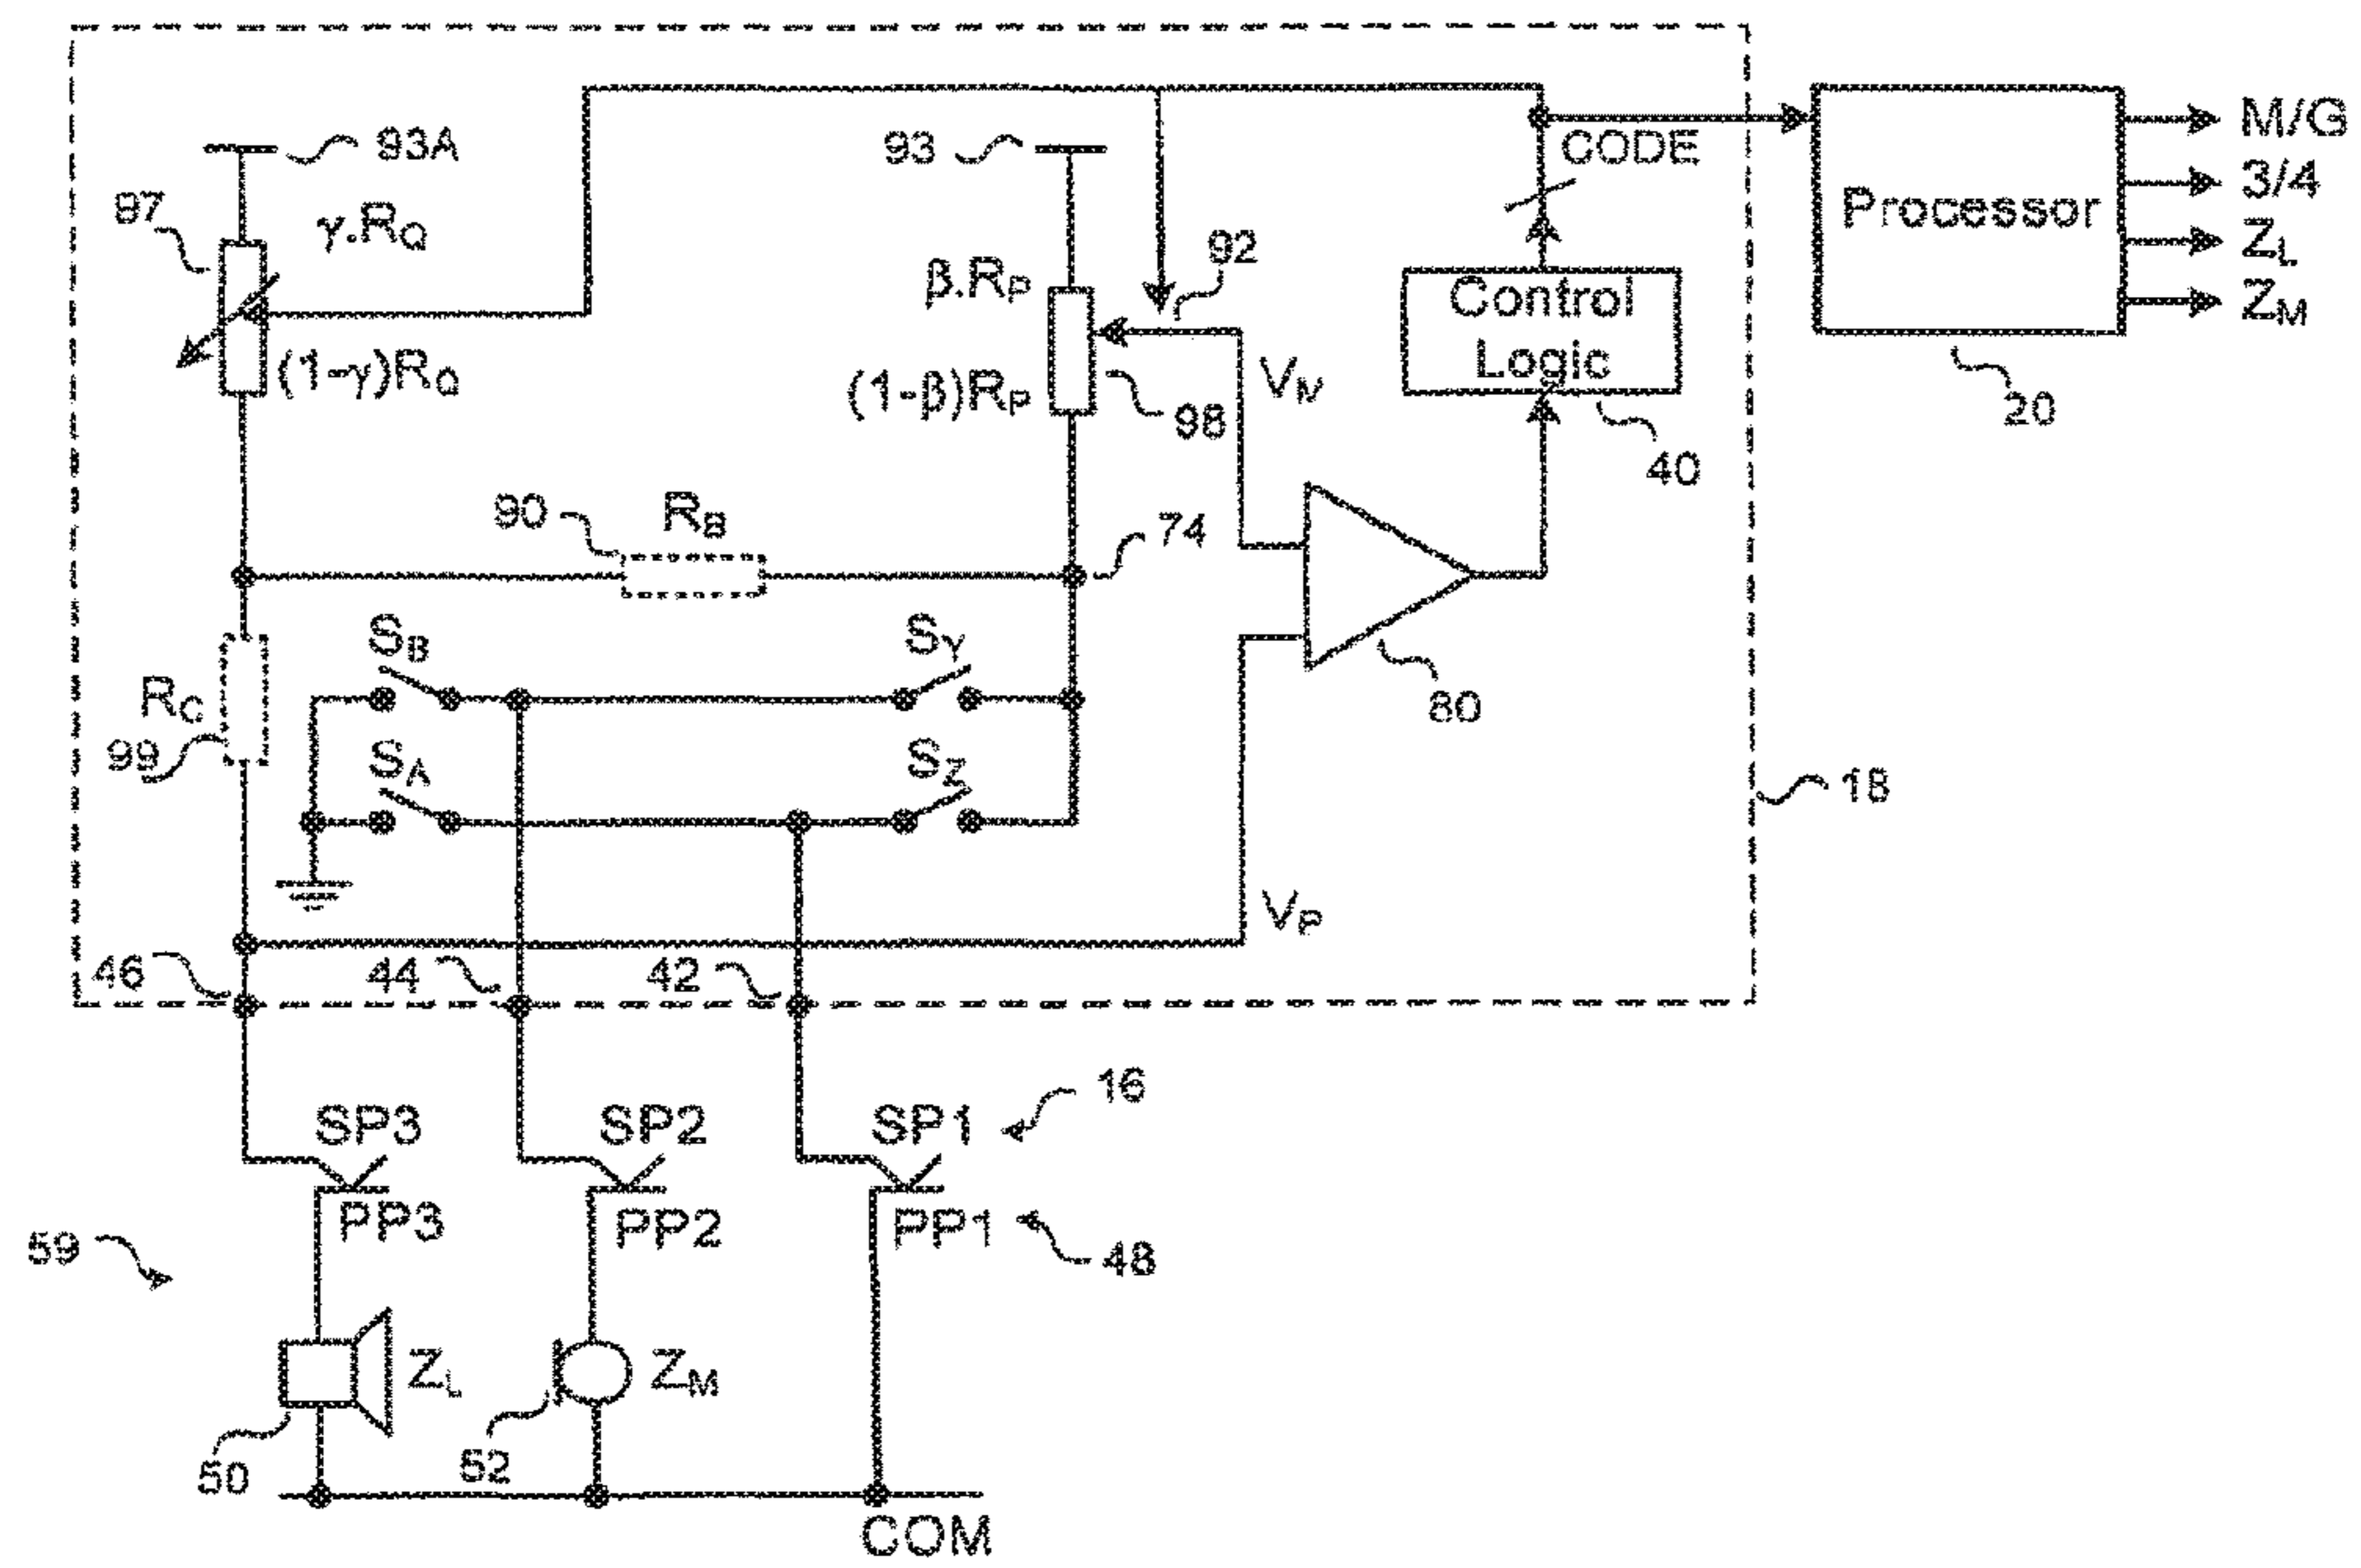 M/G
93A
93
CODE
3/4
97
γ.RQ
Processor
92
ZL
β.RP
Control
Logic
ZM
(1-γ)RQ
(1-β)RP
VN
98
20
40
90
RB
74
SB
SY
RC
80
99
SA
SZ
18
VP
46
44
42
16
SP3
SP2
SP1
PP3
PP2
PP1
59
48
ZL
ZM
50
52
COM